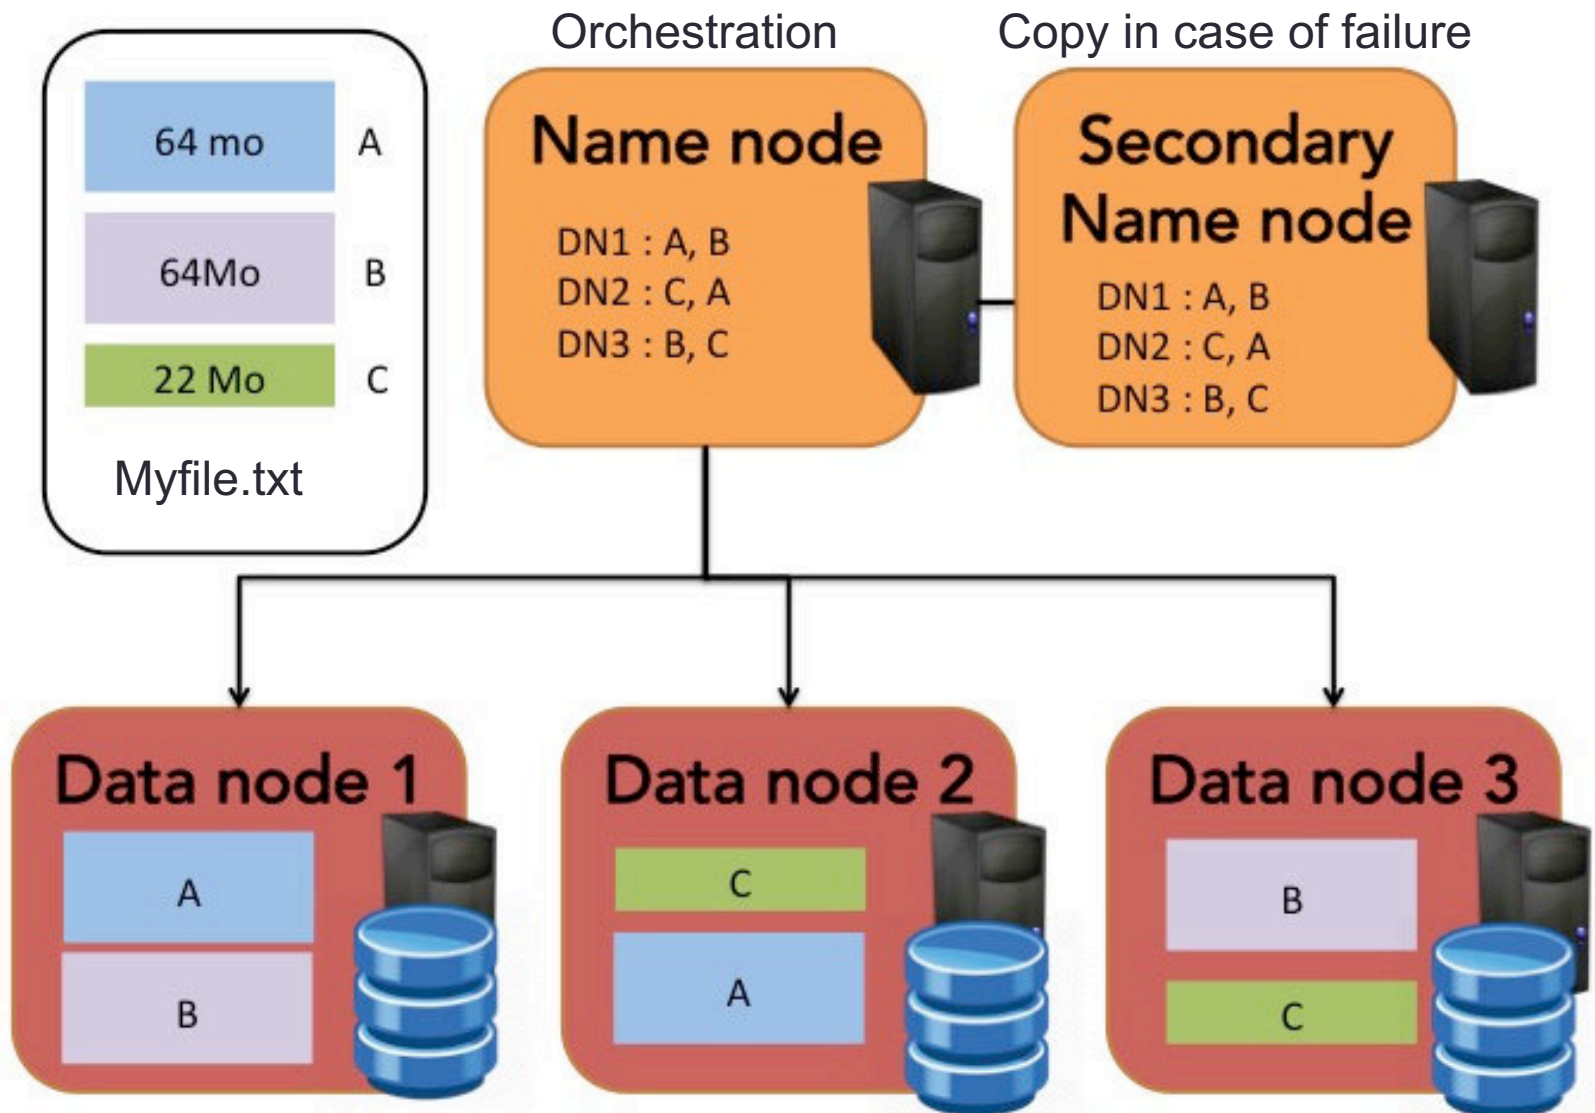 64 mo
A
64Mo
B
22 Mo
C
Myfile.txt
Orchestration
Name node
DN1 : A, B
DN2 : C, A
DN3 : B, C
Copy in case of failure
Secondary
Name node
DN1 : A, B
DN2 : C, A
DN3 : B, C
Data node 1
A
B
Data node 2
C
A
Data node 3
B
C